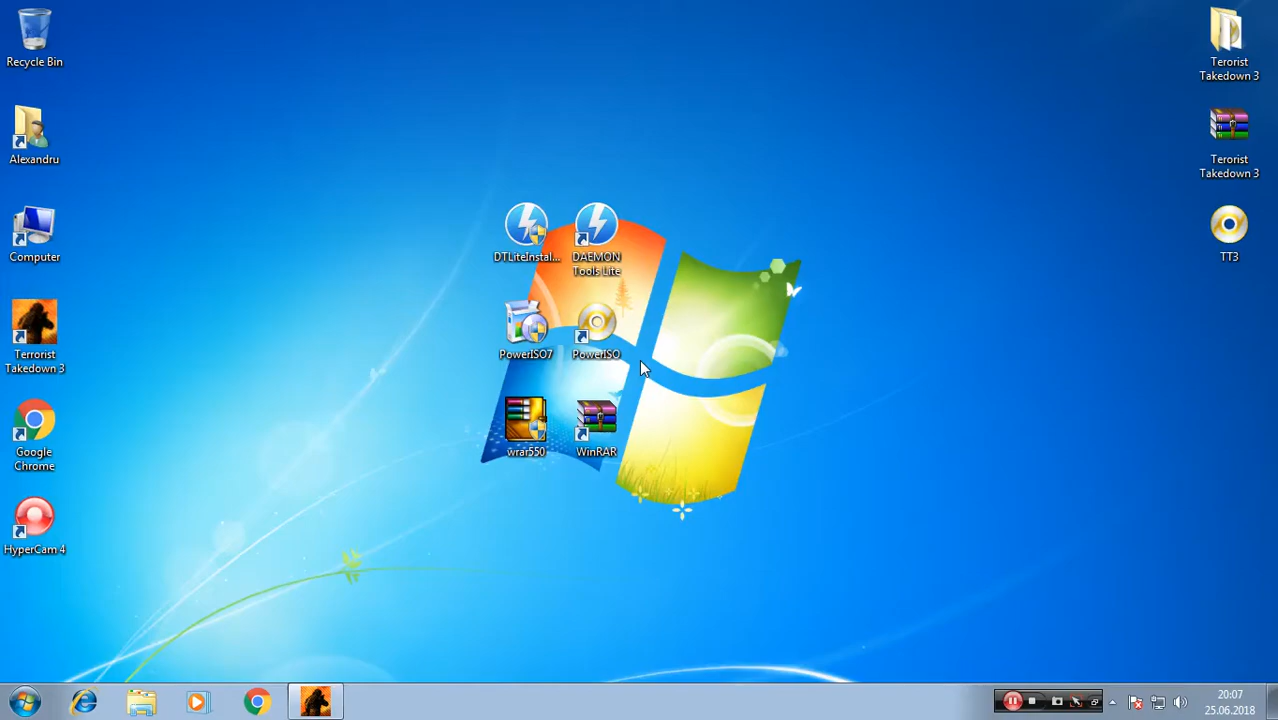 Recycle Bin
Alexandru
Computer
Terrorist
Takedown 3
Google
Chrome
HyperCam 4
DTLiteInstal...
DAEMON
Tools Lite
PowerISO7
PowerISO
wrar550
WinRAR
Terorist
Takedown 3
Terorist
Takedown 3
TT3
20:07
25.06.2018